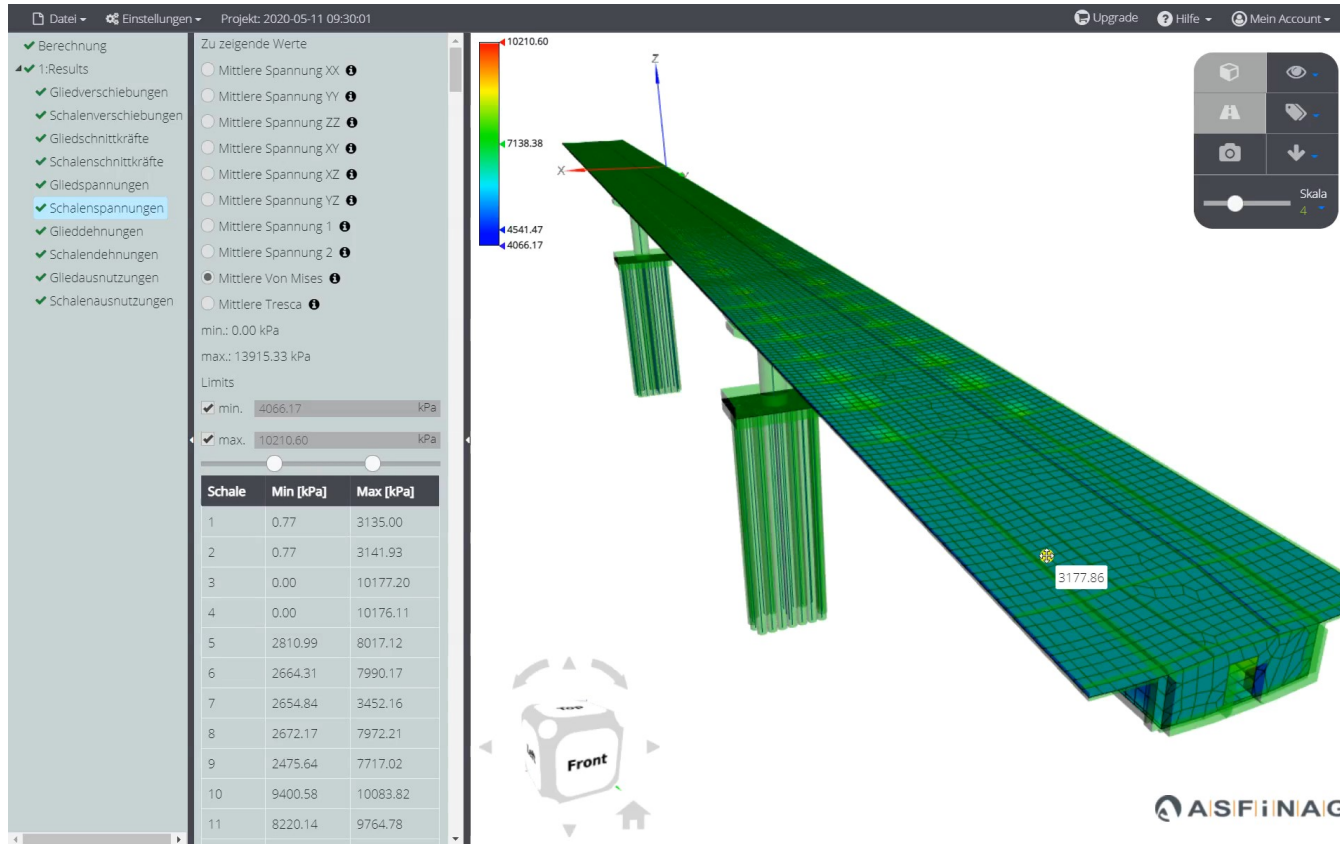 Datei Einstellungen Projekt: 2020-05-11 09:30:01 Upgrade Hilfe Mein Account
Berechnung
1:Results
Gliedverschiebungen
Schalenverschiebungen
Gliedschnittkräfte
Schalenschnittkräfte
Gliedspannungen
Schalenspannungen
Glieddehnungen
Schalendehnungen
Gliedausnutzungen
Schalenausnutzungen
Zu zeigende Werte
Mittlere Spannung XX
Mittlere Spannung YY
Mittlere Spannung ZZ
Mittlere Spannung XY
Mittlere Spannung XZ
Mittlere Spannung YZ
Mittlere Spannung 1
Mittlere Spannung 2
Mittlere Von Mises
Mittlere Tresca
min.: 0.00 kPa
max.: 13915.33 kPa
Limits
min. 4066.17 kPa
max. 10210.60 kPa
Schale Min [kPa] Max [kPa]
1 0.77 3135.00
2 0.77 3141.93
3 0.00 10177.20
4 0.00 10176.11
5 2810.99 8017.12
6 2664.31 7990.17
7 2654.84 3452.16
8 2672.17 7972.21
9 2475.64 7717.02
10 9400.58 10083.82
11 8220.14 9764.78
10210.60
7138.38
4541.47
4066.17
Z
X
Y
3177.86
Skala
4
Top
Front
ASFiNAG